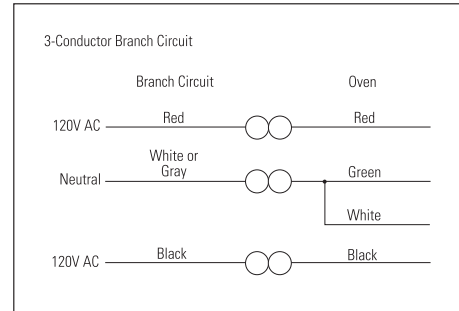 3-Conductor Branch Circuit
Branch Circuit Oven
120V AC Red Red
White or
Neutral Gray Green
White
120V AC Black Black